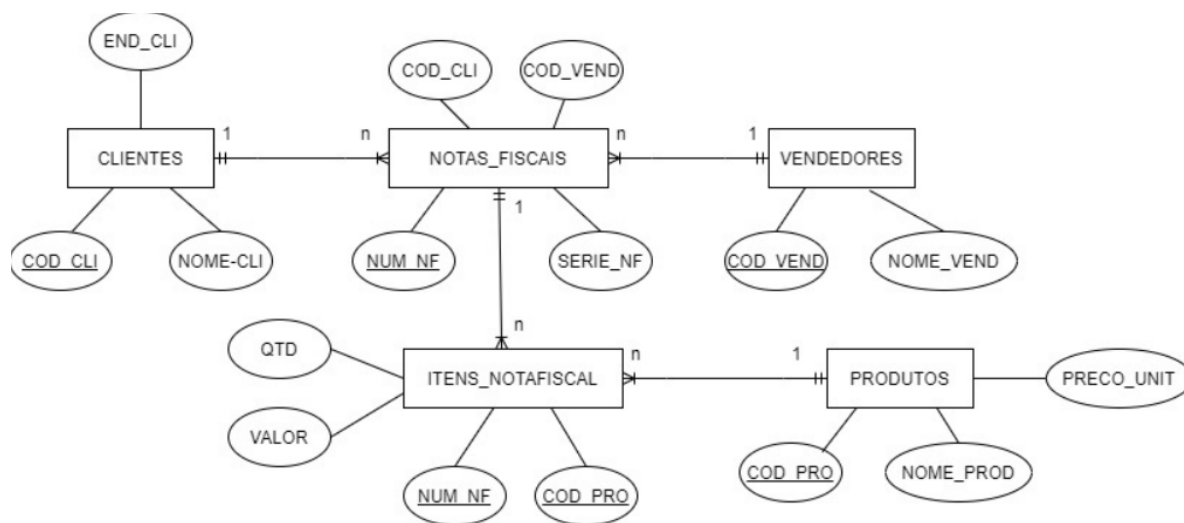 END_CLI
COD_CLI
COD_VEND
1
n
n
1
CLIENTES
NOTAS_FISCAIS
VENDEDORES
1
COD_CLI
NOME-CLI
NUM_NF
SERIE_NF
COD_VEND
NOME_VEND
n
QTD
n
1
ITENS_NOTAFISCAL
PRODUTOS
PRECO_UNIT
VALOR
NUM_NF
COD_PRO
COD_PRO
NOME_PROD